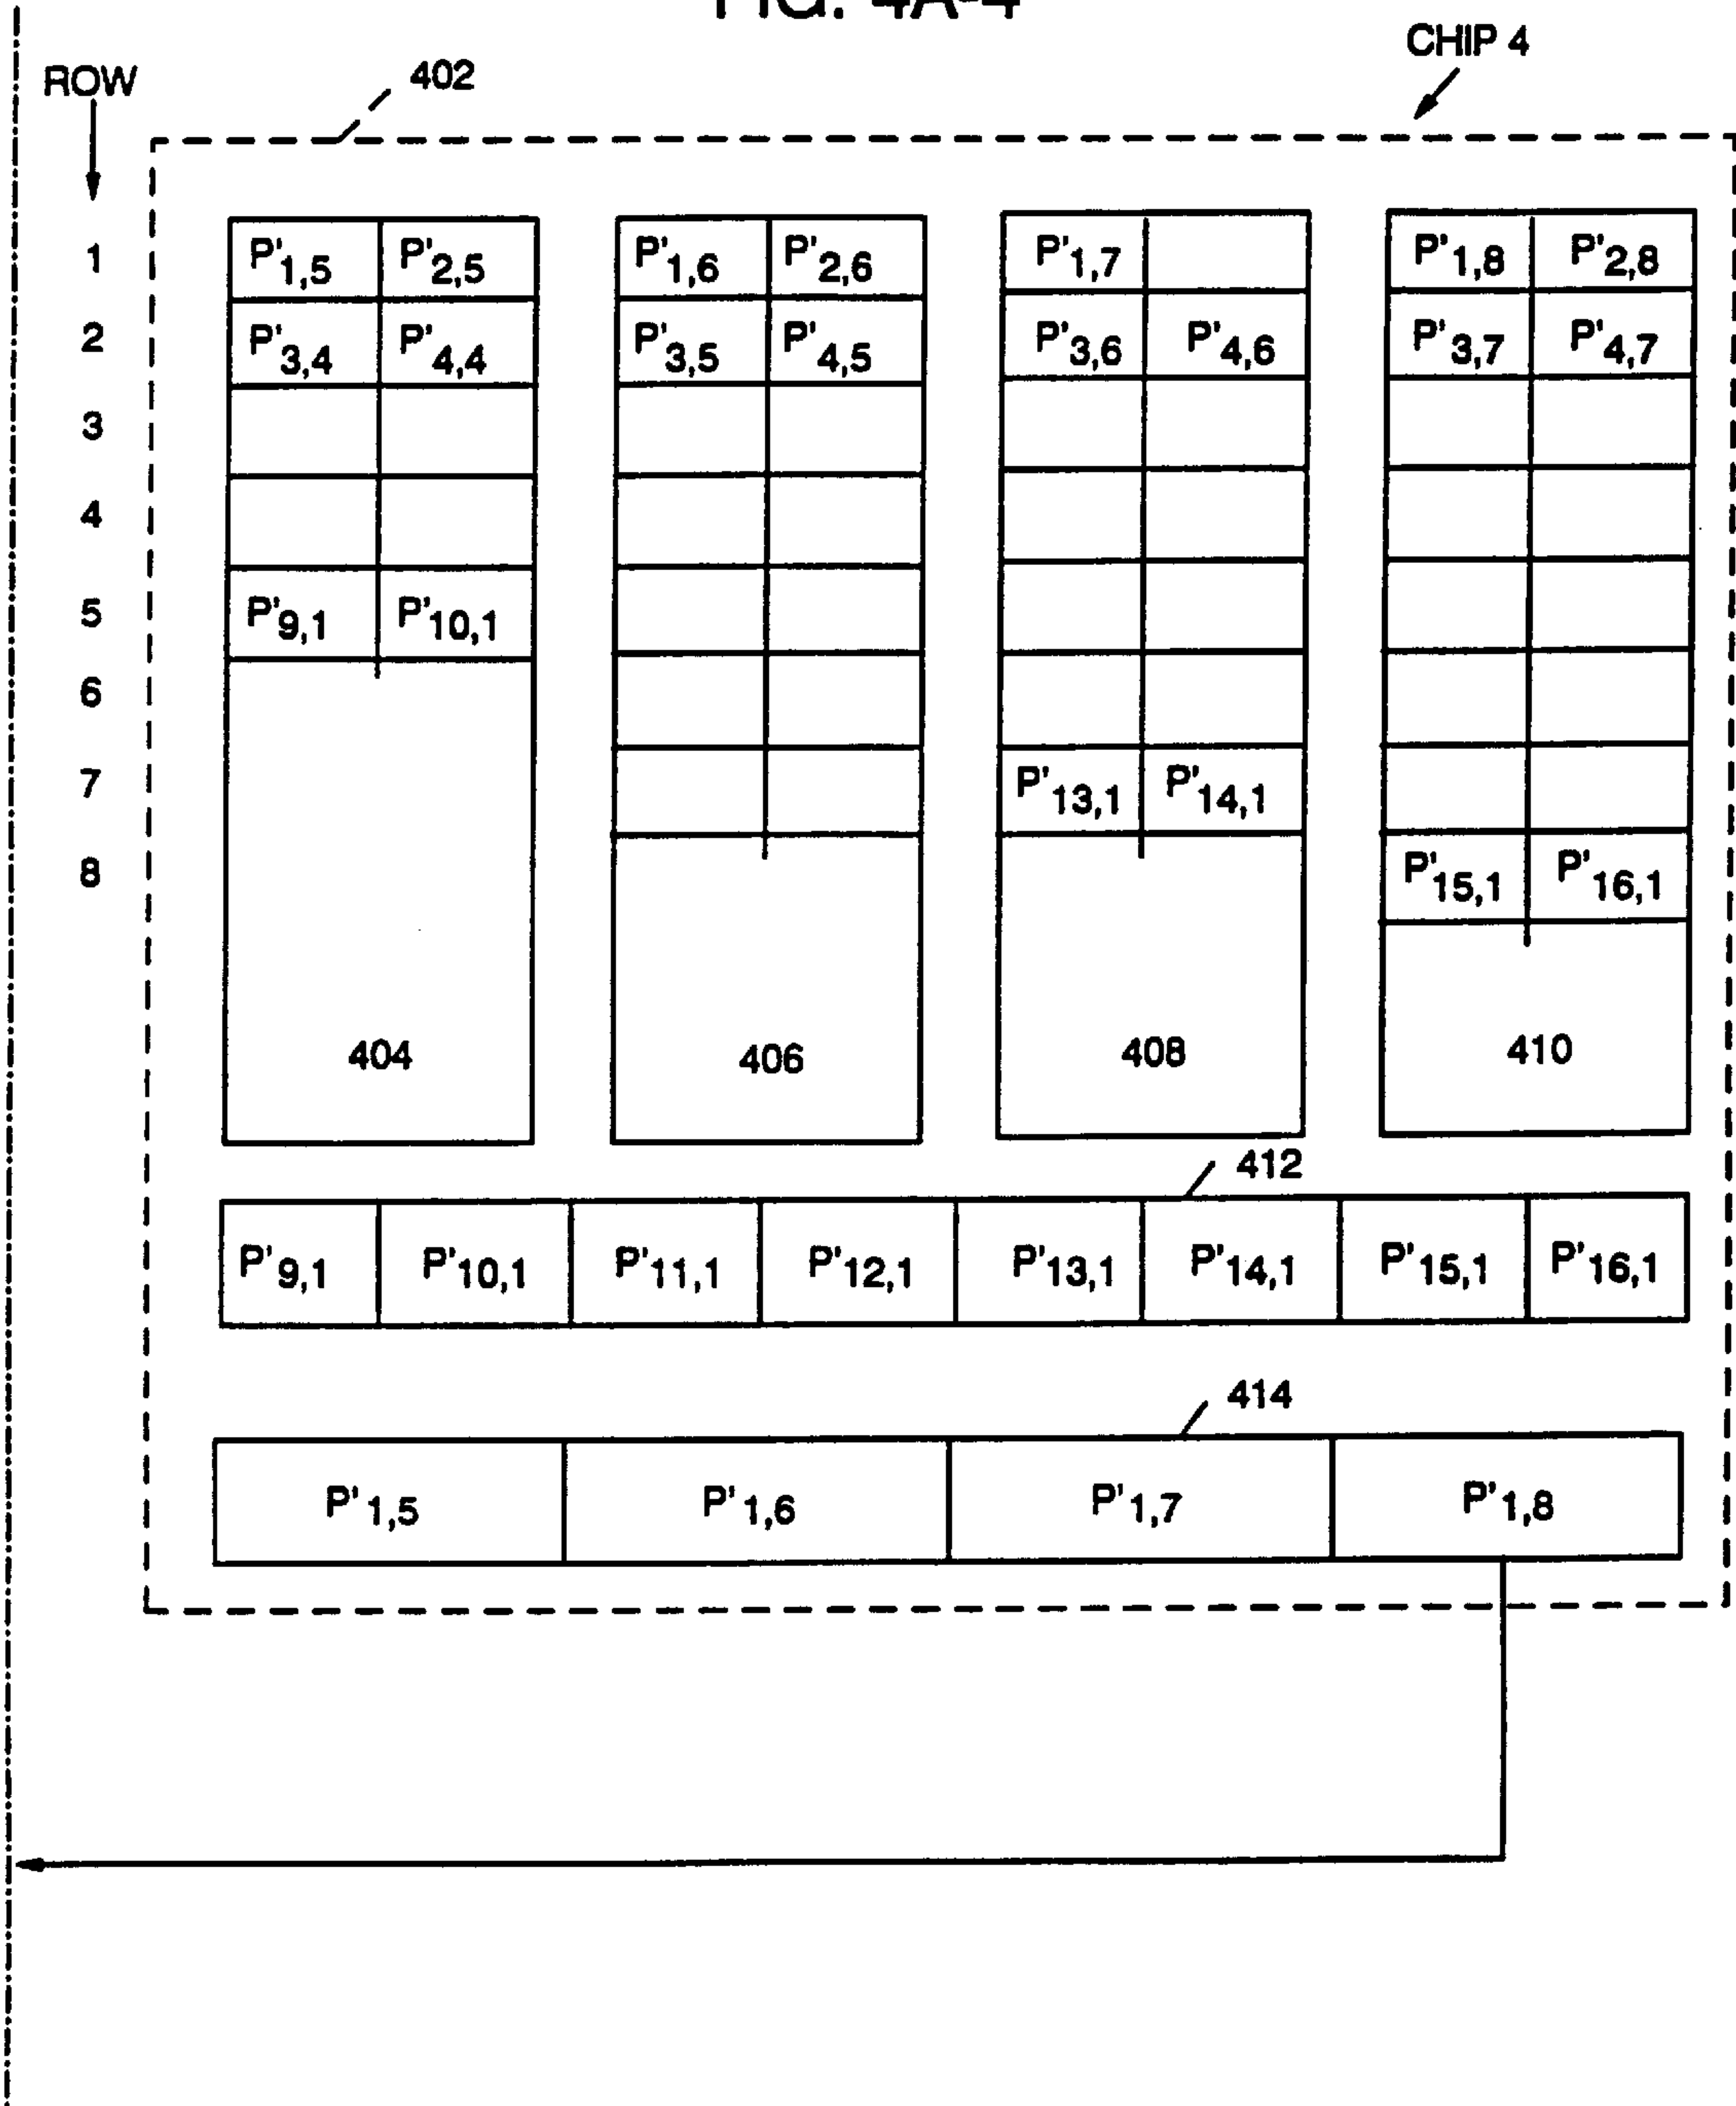 FIG. 4A-4
CHIP 4
ROW
402
1 P'1,5 P'2,5 P'1,6 P'2,6 P'1,7 P'1,8 P'2,8
2 P'3,4 P'4,4 P'3,5 P'4,5 P'3,6 P'4,6 P'3,7 P'4,7
3
4
5 P'9,1 P'10,1
6
7 P'13,1 P'14,1
8 P'15,1 P'16,1
404 406 408 410
412
P'9,1 P'10,1 P'11,1 P'12,1 P'13,1 P'14,1 P'15,1 P'16,1
414
P'1,5 P'1,6 P'1,7 P'1,8